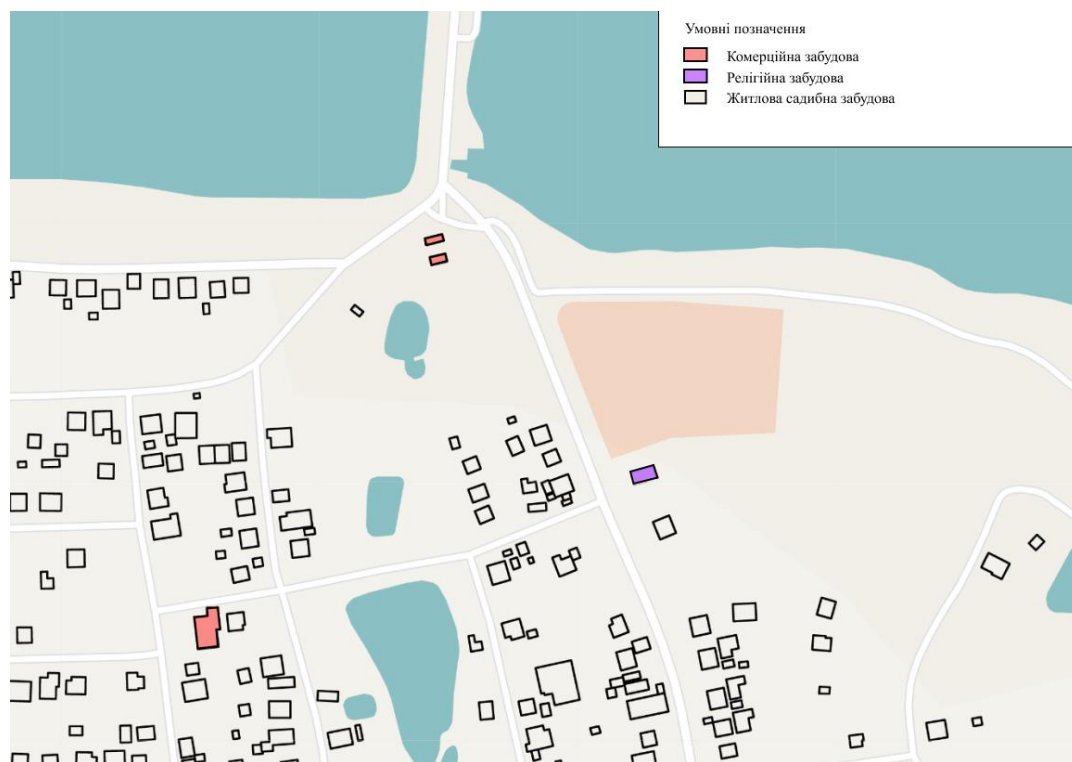 Умовні позначення
Комерційна забудова
Релігійна забудова
Житлова садибна забудова